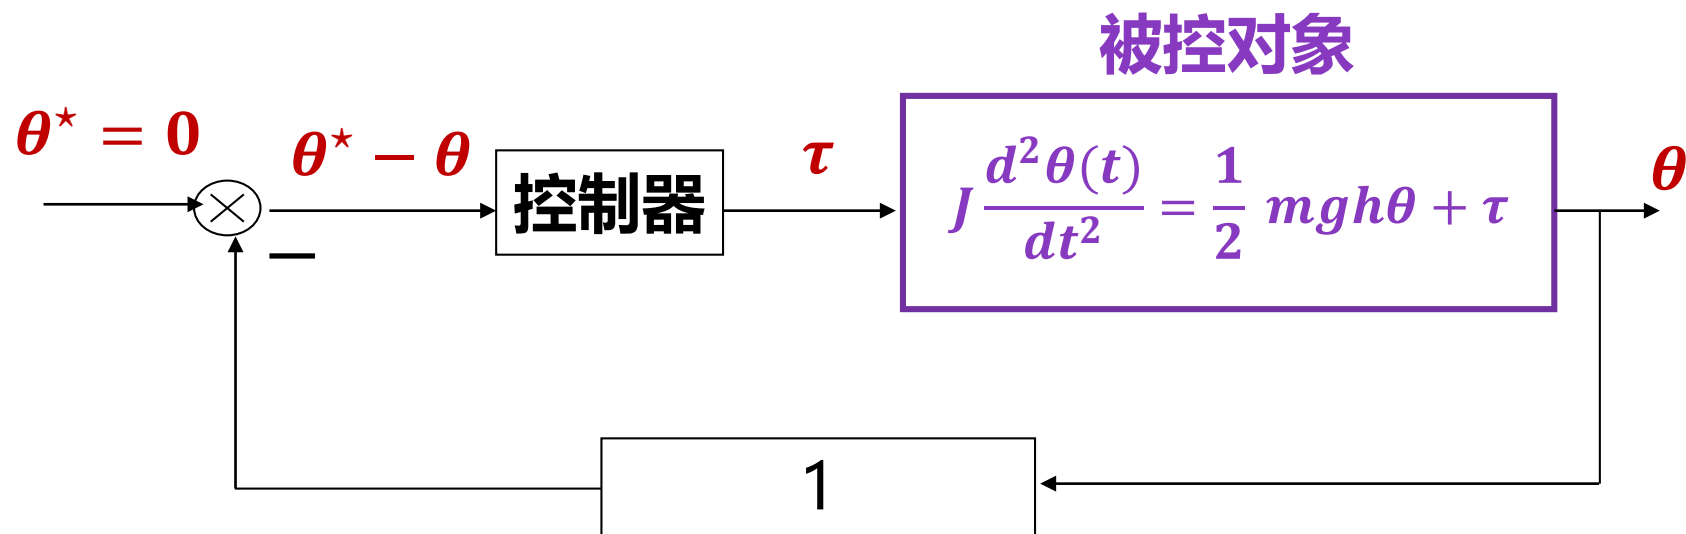 被控对象
θ* = 0
θ* − θ
控制器
τ
J d²θ(t)/dt² = 1/2 mghθ + τ
θ
−
1